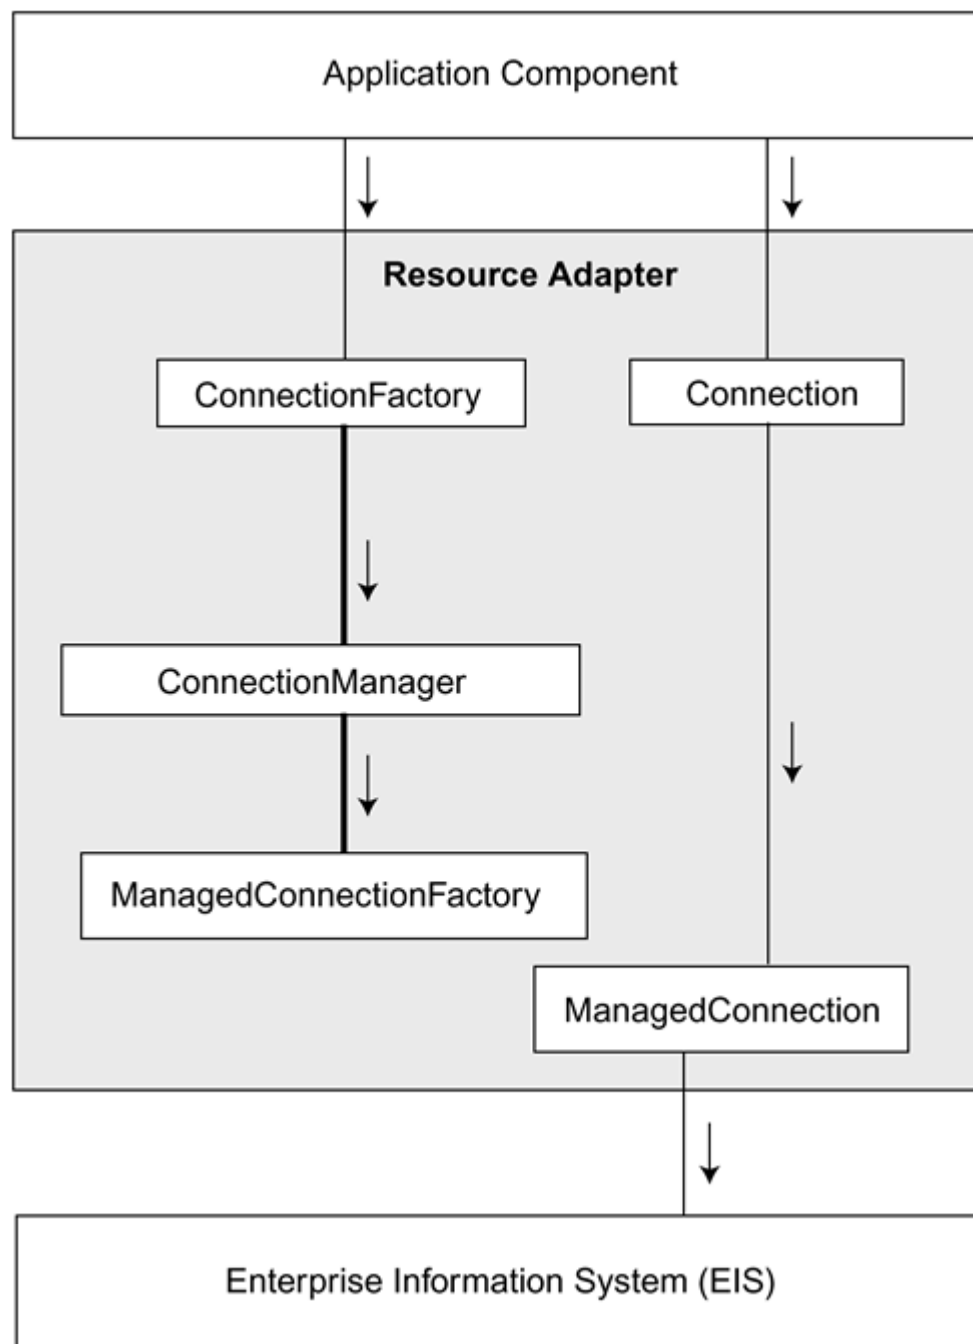 Application Component
Resource Adapter
ConnectionFactory
Connection
ConnectionManager
ManagedConnectionFactory
ManagedConnection
Enterprise Information System (EIS)